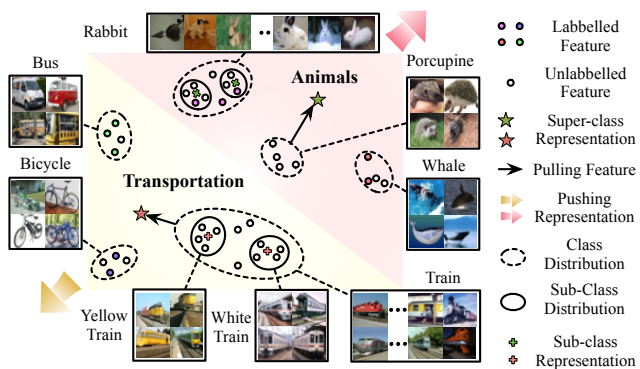 Rabbit
Bus
Animals
Porcupine
Bicycle
Transportation
Whale
Yellow
Train
White
Train
Train
Labelled
Feature
Unlabelled
Feature
Super-class
Representation
Pulling Feature
Pushing
Representation
Class
Distribution
Sub-Class
Distribution
Sub-class
Representation